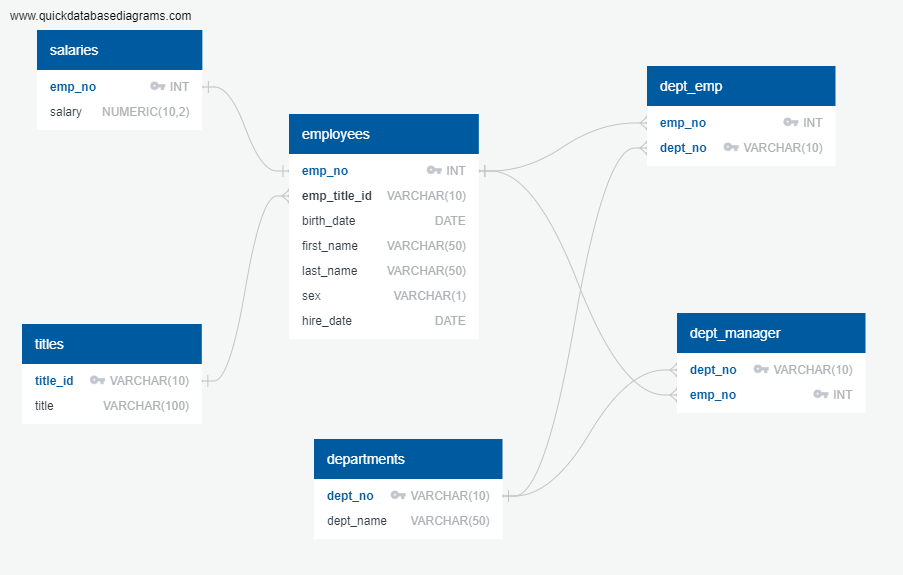 www.quickdatabasediagrams.com
salaries
emp_no INT
salary NUMERIC(10,2)
employees
emp_no INT
emp_title_id VARCHAR(10)
birth_date DATE
first_name VARCHAR(50)
last_name VARCHAR(50)
sex VARCHAR(1)
hire_date DATE
dept_emp
emp_no INT
dept_no VARCHAR(10)
titles
title_id VARCHAR(10)
title VARCHAR(100)
dept_manager
dept_no VARCHAR(10)
emp_no INT
departments
dept_no VARCHAR(10)
dept_name VARCHAR(50)